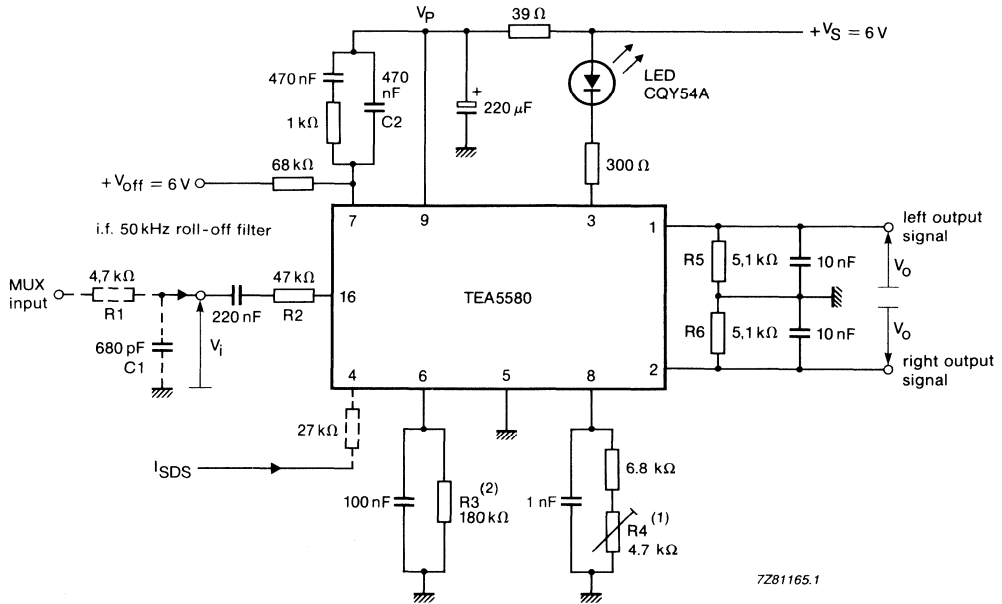 V_P
39 Ω
+V_S = 6 V
470 nF
470
nF
C2
+
220 µF
LED
CQY54A
1 kΩ
68 kΩ
300 Ω
+V_off = 6 V
7
9
3
i.f. 50 kHz roll-off filter
1
left output
signal
MUX
input
4,7 kΩ
R1
47 kΩ
R2
220 nF
16
TEA5580
R5
5,1 kΩ
10 nF
V_o
680 pF
C1
V_i
R6
5,1 kΩ
10 nF
V_o
4
6
5
8
2
right output
signal
27 kΩ
I_SDS
100 nF
R3 (2)
180 kΩ
1 nF
6.8 kΩ
R4 (1)
4.7 kΩ
7Z81165.1